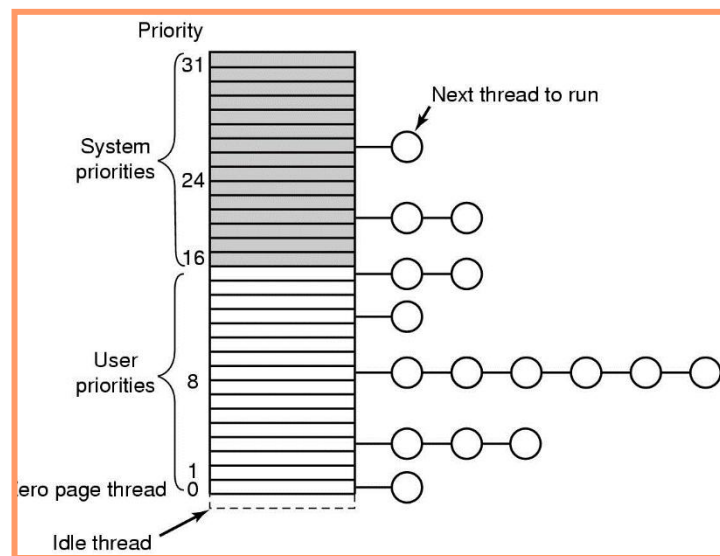 Priority
31
Next thread to run
System
priorities
24
16
User
priorities
8
1
ero page thread 0
Idle thread